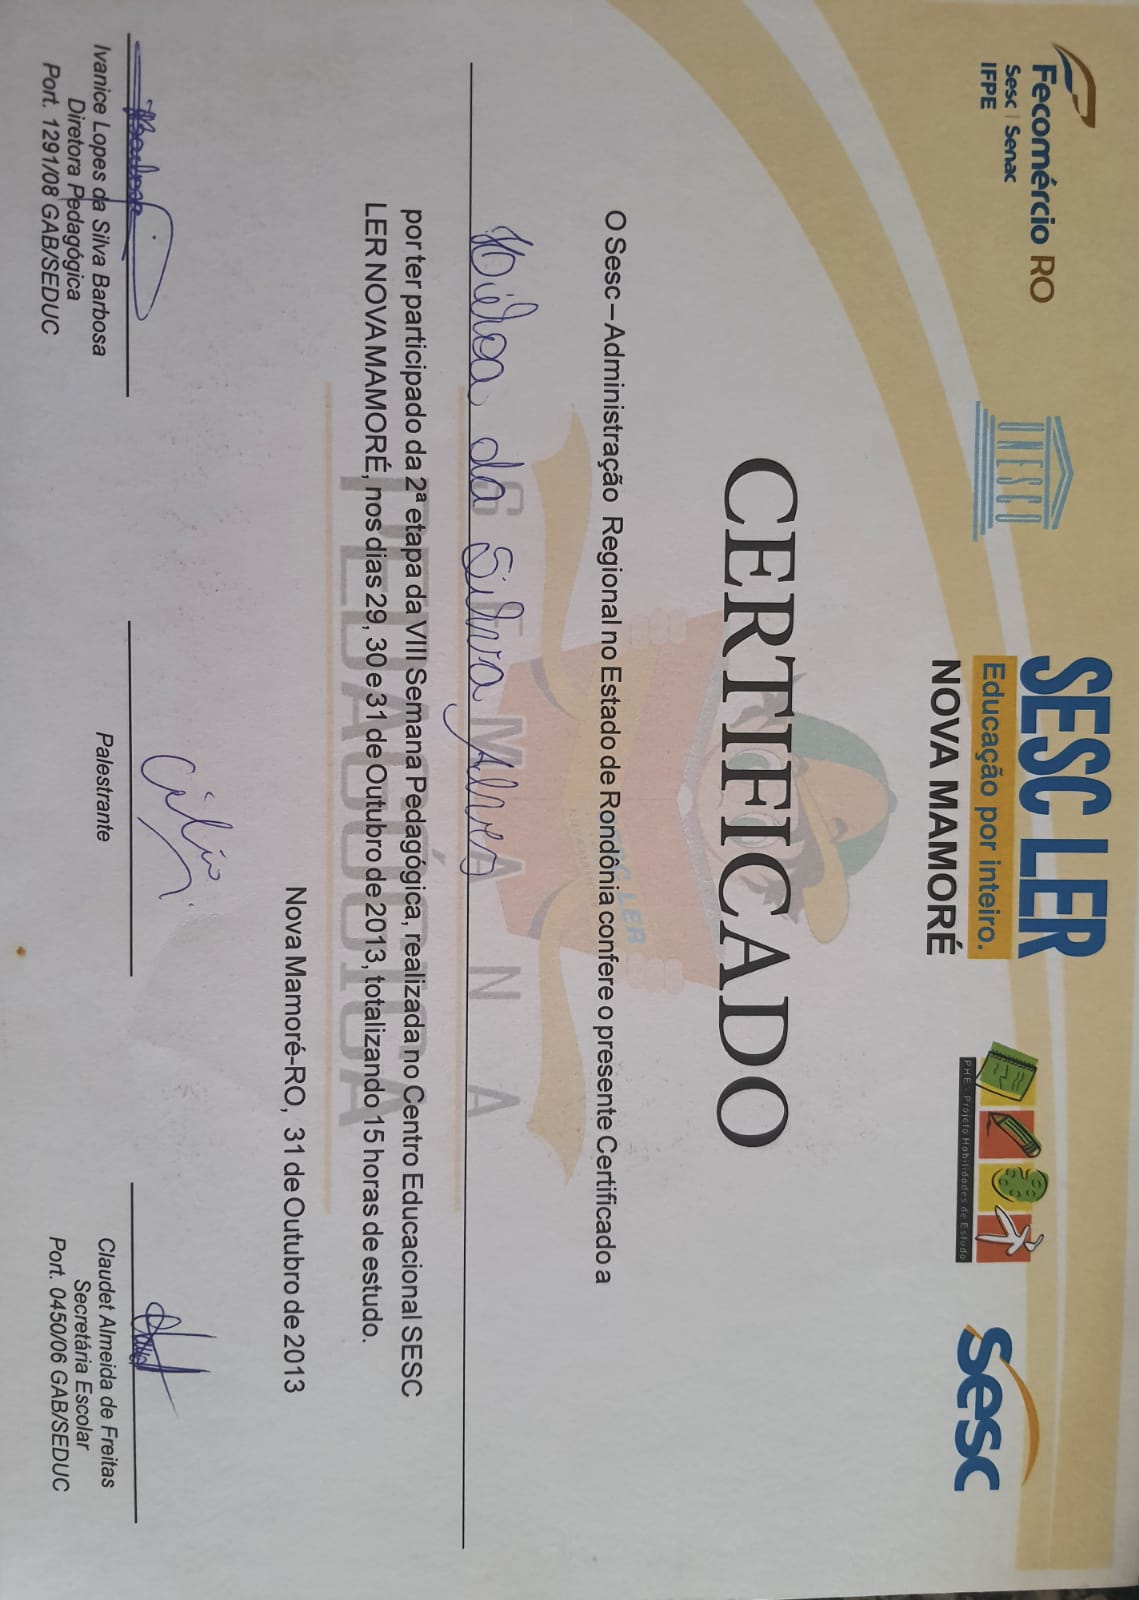 Fecomércio RO
Sesc | Senac
IFPE
UNESCO
SESC LER
Educação por inteiro.
NOVA MAMORÉ
PHE - Projeto Habilidades de Estudo
Sesc
CERTIFICADO
O Sesc – Administração Regional no Estado de Rondônia confere o presente Certificado a
da Silva Alves
SEMANA
PEDAGÓGICA
por ter participado da 2ª etapa da VIII Semana Pedagógica, realizada no Centro Educacional SESC
LER NOVA MAMORÉ, nos dias 29, 30 e 31 de Outubro de 2013, totalizando 15 horas de estudo.
Nova Mamoré-RO, 31 de Outubro de 2013
Ivanice Lopes da Silva Barbosa
Diretora Pedagógica
Port. 1291/08 GAB/SEDUC
Palestrante
Claudet Almeida de Freitas
Secretária Escolar
Port. 0450/06 GAB/SEDUC